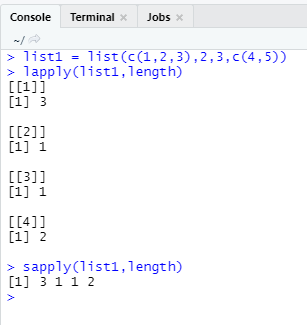 Console Terminal × Jobs ×
~/
> list1 = list(c(1,2,3),2,3,c(4,5))
> lapply(list1,length)
[[1]]
[1] 3

[[2]]
[1] 1

[[3]]
[1] 1

[[4]]
[1] 2

> sapply(list1,length)
[1] 3 1 1 2
>